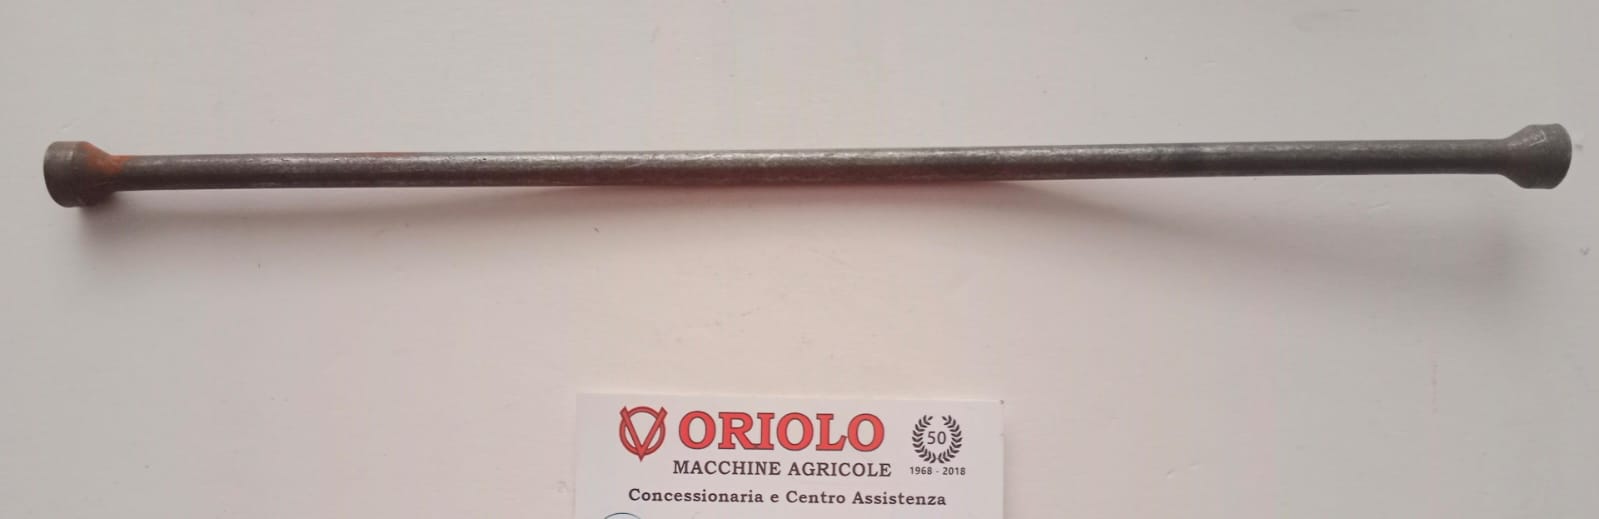 ORIOLO
50
MACCHINE AGRICOLE
1968 - 2018
Concessionaria e Centro Assistenza